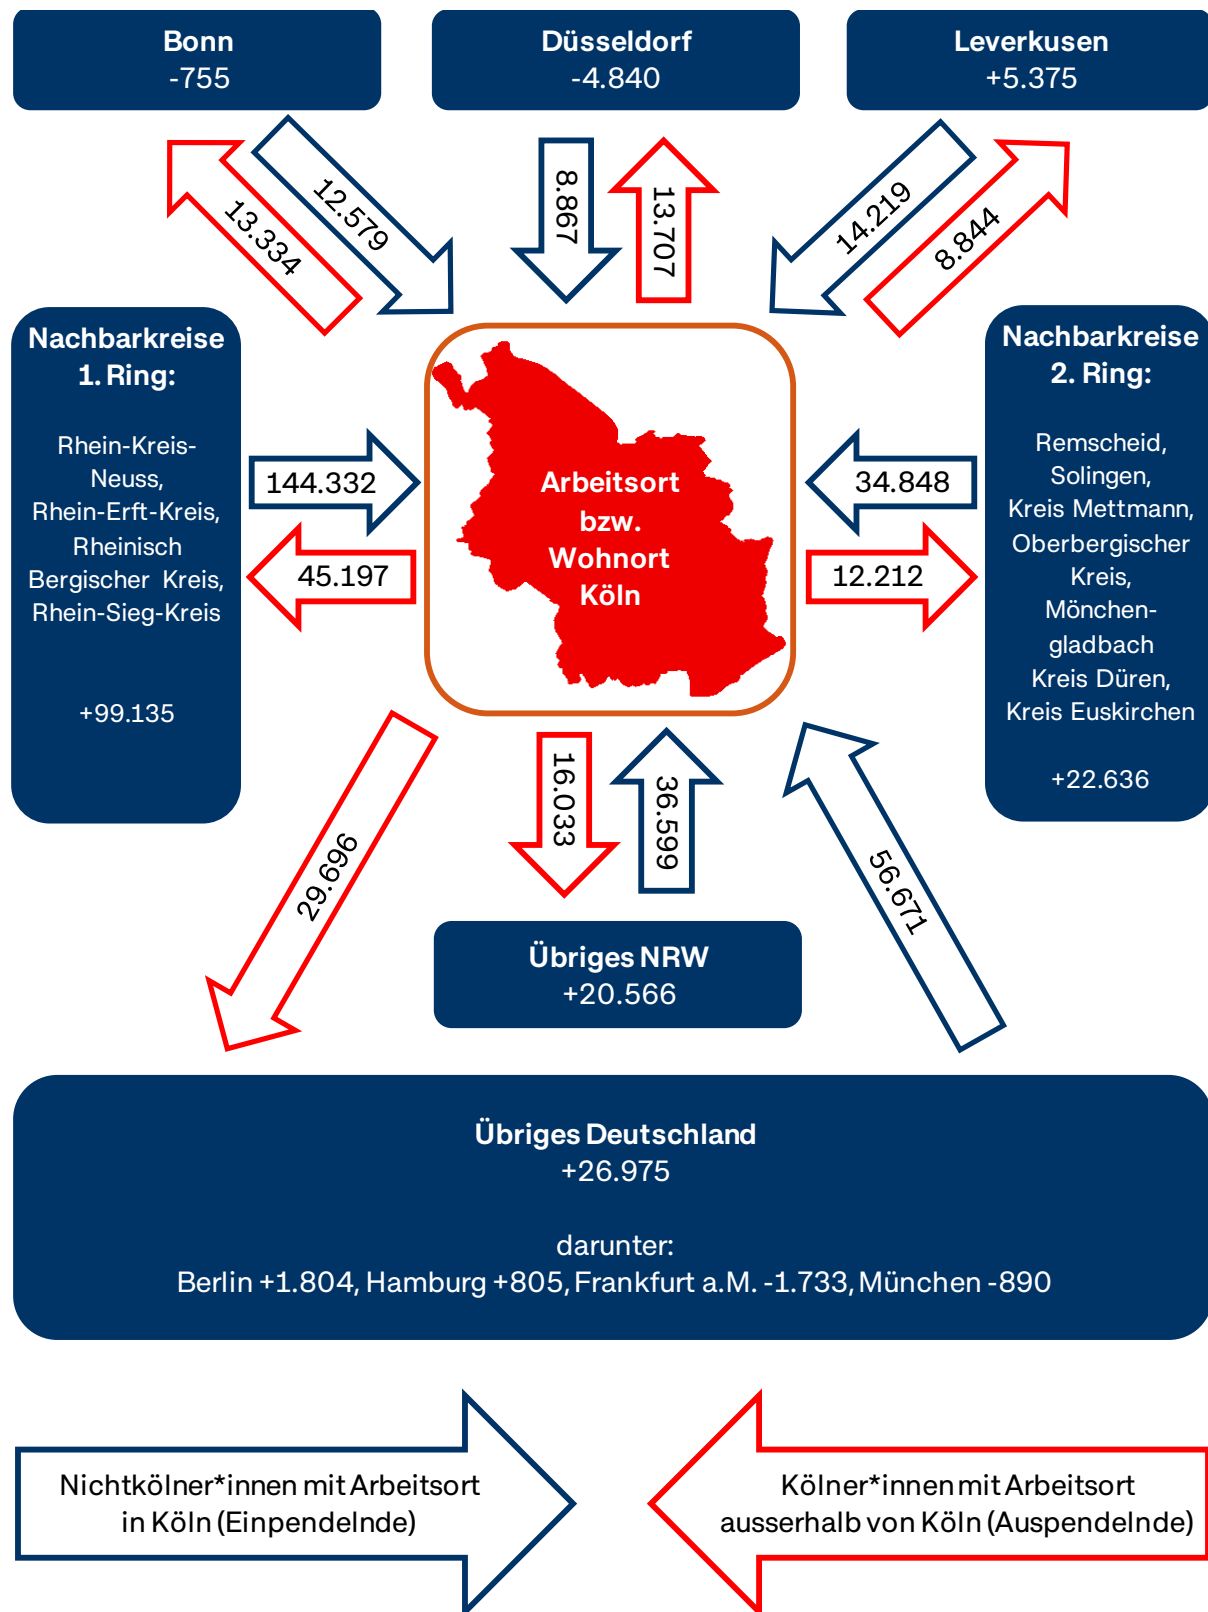 Bonn
-755
Düsseldorf
-4.840
Leverkusen
+5.375
13.334
12.579
8.867
13.707
14.219
8.844
Nachbarkreise
1. Ring:
Rhein-Kreis-
Neuss,
Rhein-Erft-Kreis,
Rheinisch
Bergischer Kreis,
Rhein-Sieg-Kreis
+99.135
144.332
45.197
Arbeitsort
bzw.
Wohnort
Köln
34.848
12.212
Nachbarkreise
2. Ring:
Remscheid,
Solingen,
Kreis Mettmann,
Oberbergischer
Kreis,
Mönchen-
gladbach
Kreis Düren,
Kreis Euskirchen
+22.636
29.696
16.033
36.599
56.671
Übriges NRW
+20.566
Übriges Deutschland
+26.975
darunter:
Berlin +1.804, Hamburg +805, Frankfurt a.M. -1.733, München -890
Nichtkölner*innen mit Arbeitsort
in Köln (Einpendelnde)
Kölner*innen mit Arbeitsort
ausserhalb von Köln (Auspendelnde)